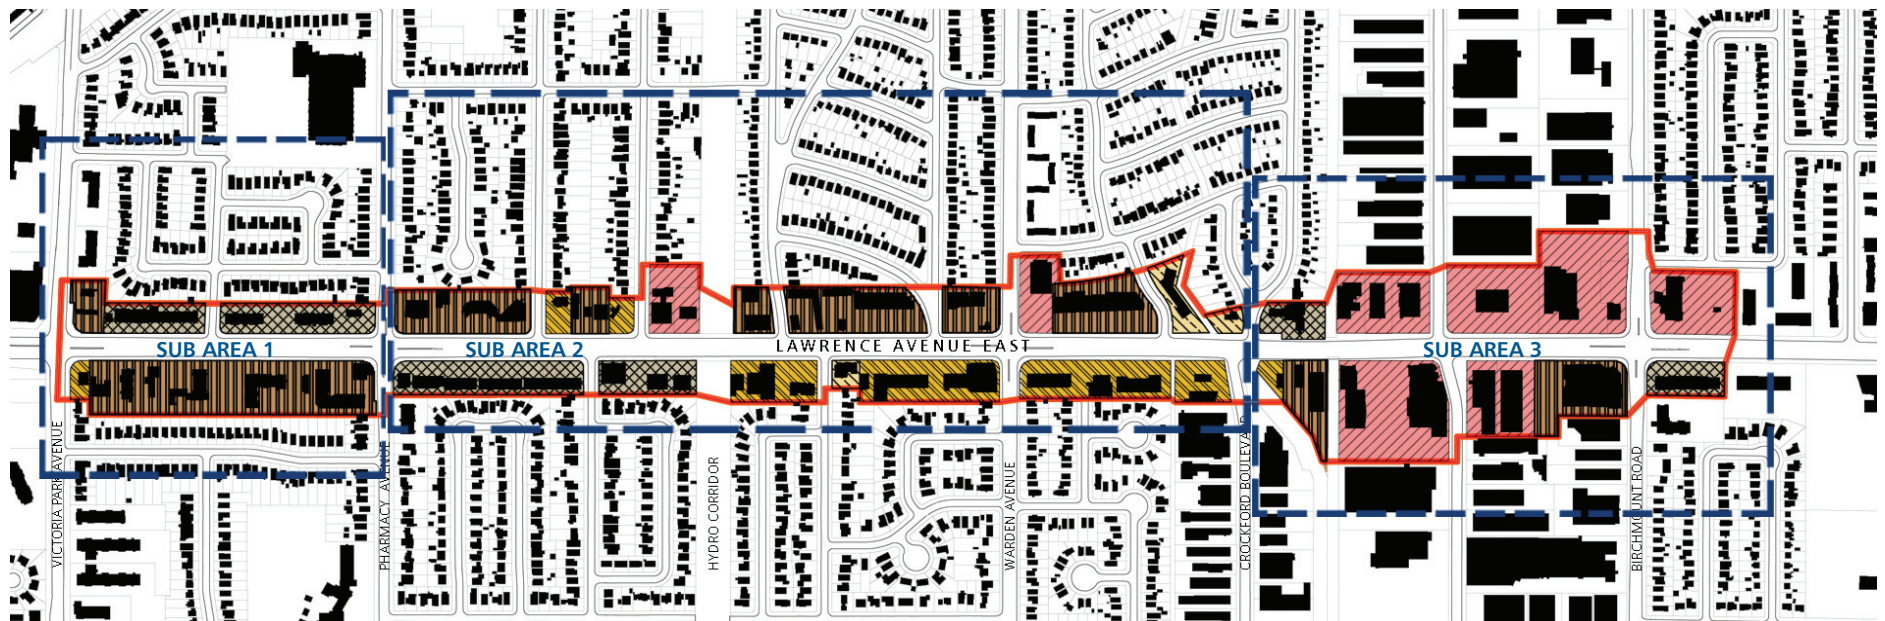 SUB AREA 1
SUB AREA 2
LAWRENCE AVENUE EAST
SUB AREA 3
VICTORIA PARK AVENUE
PHARMACY AVENUE
HYDRO CORRIDOR
WARDEN AVENUE
CROCKFORD BOULEVARD
BIRCHMOUNT ROAD